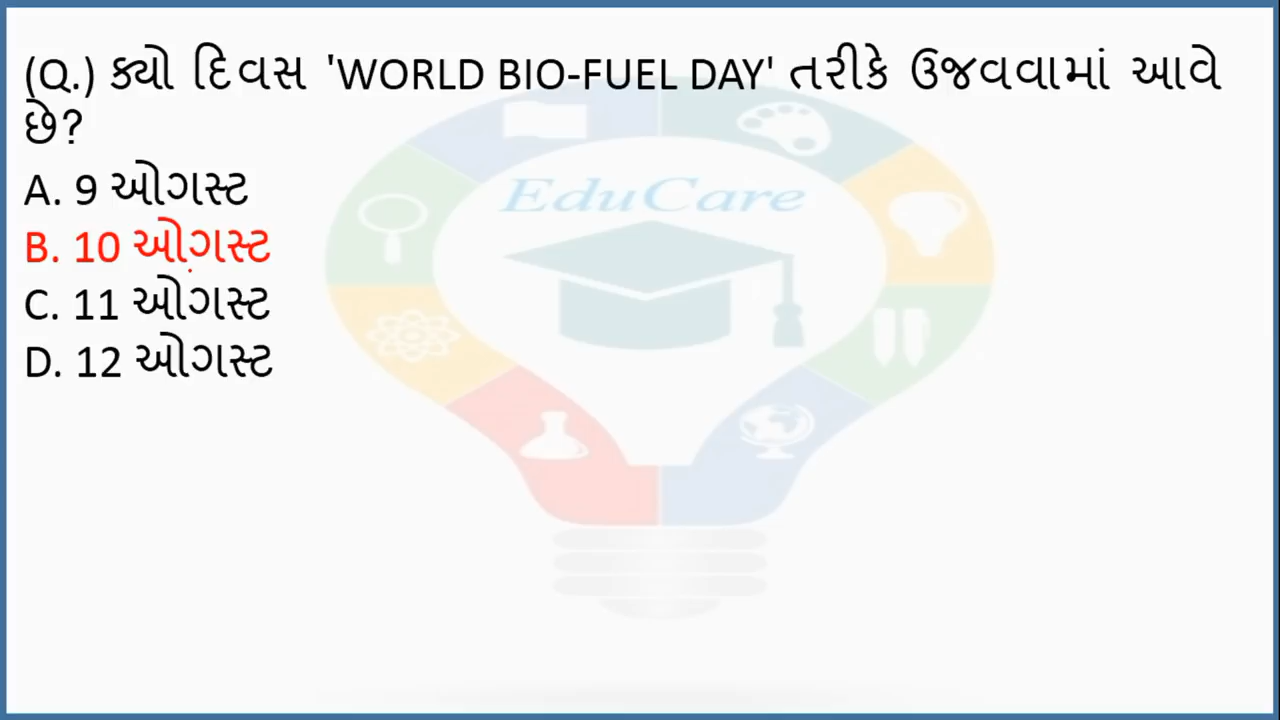 (Q.) ક્યો દિવસ 'WORLD BIO-FUEL DAY' તરીકે ઉજવવામાં આવે
છે?
EduCare
A. 9 ઓગસ્ટ
B. 10 ઓગસ્ટ
C. 11 ઓગસ્ટ
D. 12 ઓગસ્ટ